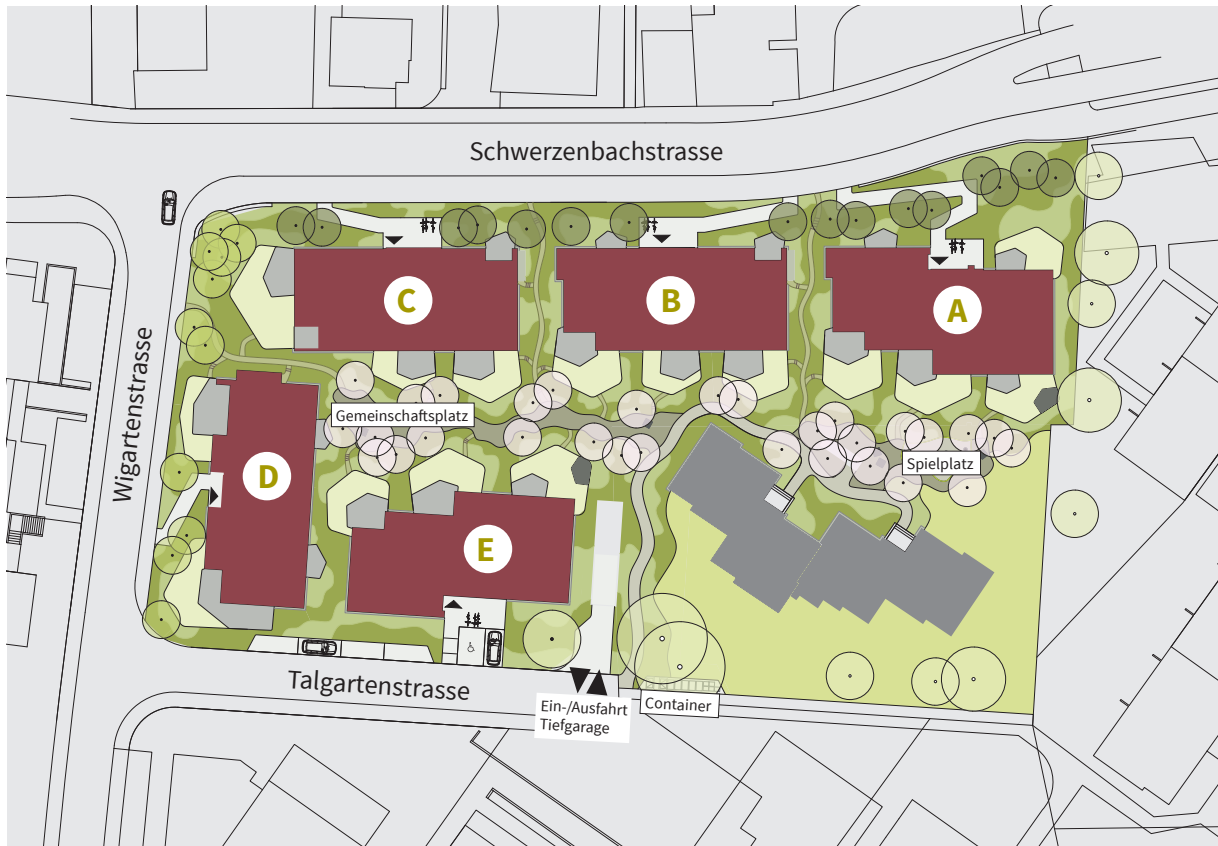 Schwerzenbachstrasse
C
B
A
Wigartenstrasse
Gemeinschaftsplatz
Spielplatz
D
E
Talgartenstrasse
Ein-/Ausfahrt
Tiefgarage
Container